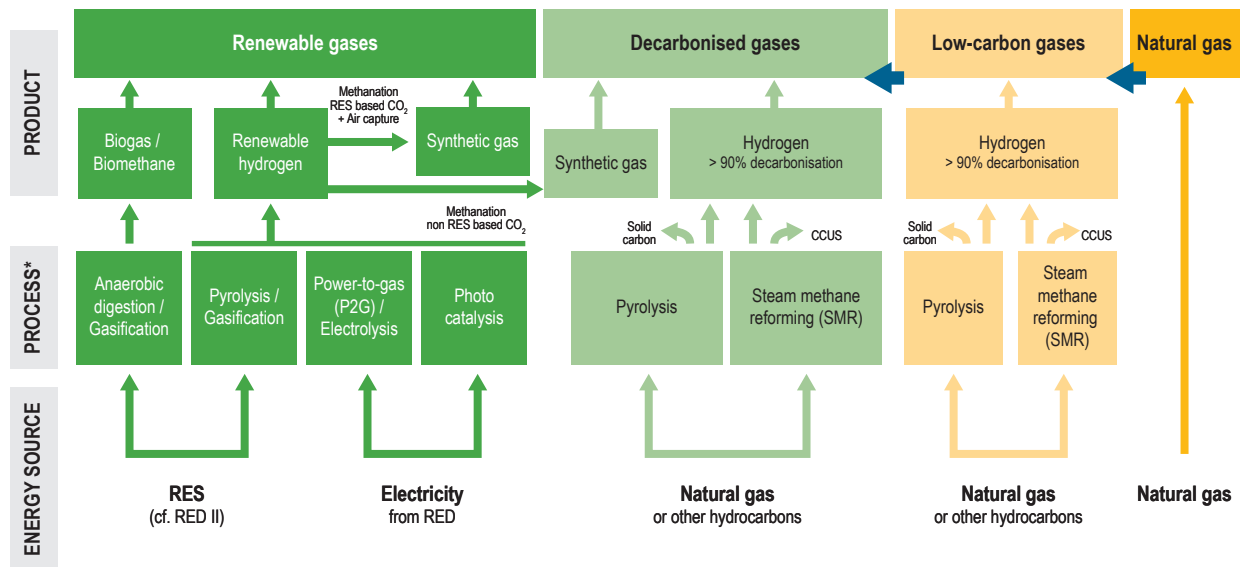 PRODUCT
Renewable gases
Decarbonised gases
Low-carbon gases
Natural gas
Methanation
RES based CO2
+ Air capture
Biogas /
Biomethane
Renewable
hydrogen
Synthetic gas
Synthetic gas
Hydrogen
> 90% decarbonisation
Hydrogen
> 90% decarbonisation
Methanation
non RES based CO2
Solid
carbon
CCUS
Solid
carbon
CCUS
PROCESS*
Anaerobic
digestion /
Gasification
Pyrolysis /
Gasification
Power-to-gas
(P2G) /
Electrolysis
Photo
catalysis
Pyrolysis
Steam methane
reforming (SMR)
Pyrolysis
Steam
methane
reforming
(SMR)
ENERGY SOURCE
RES
(cf. RED II)
Electricity
from RED
Natural gas
or other hydrocarbons
Natural gas
or other hydrocarbons
Natural gas